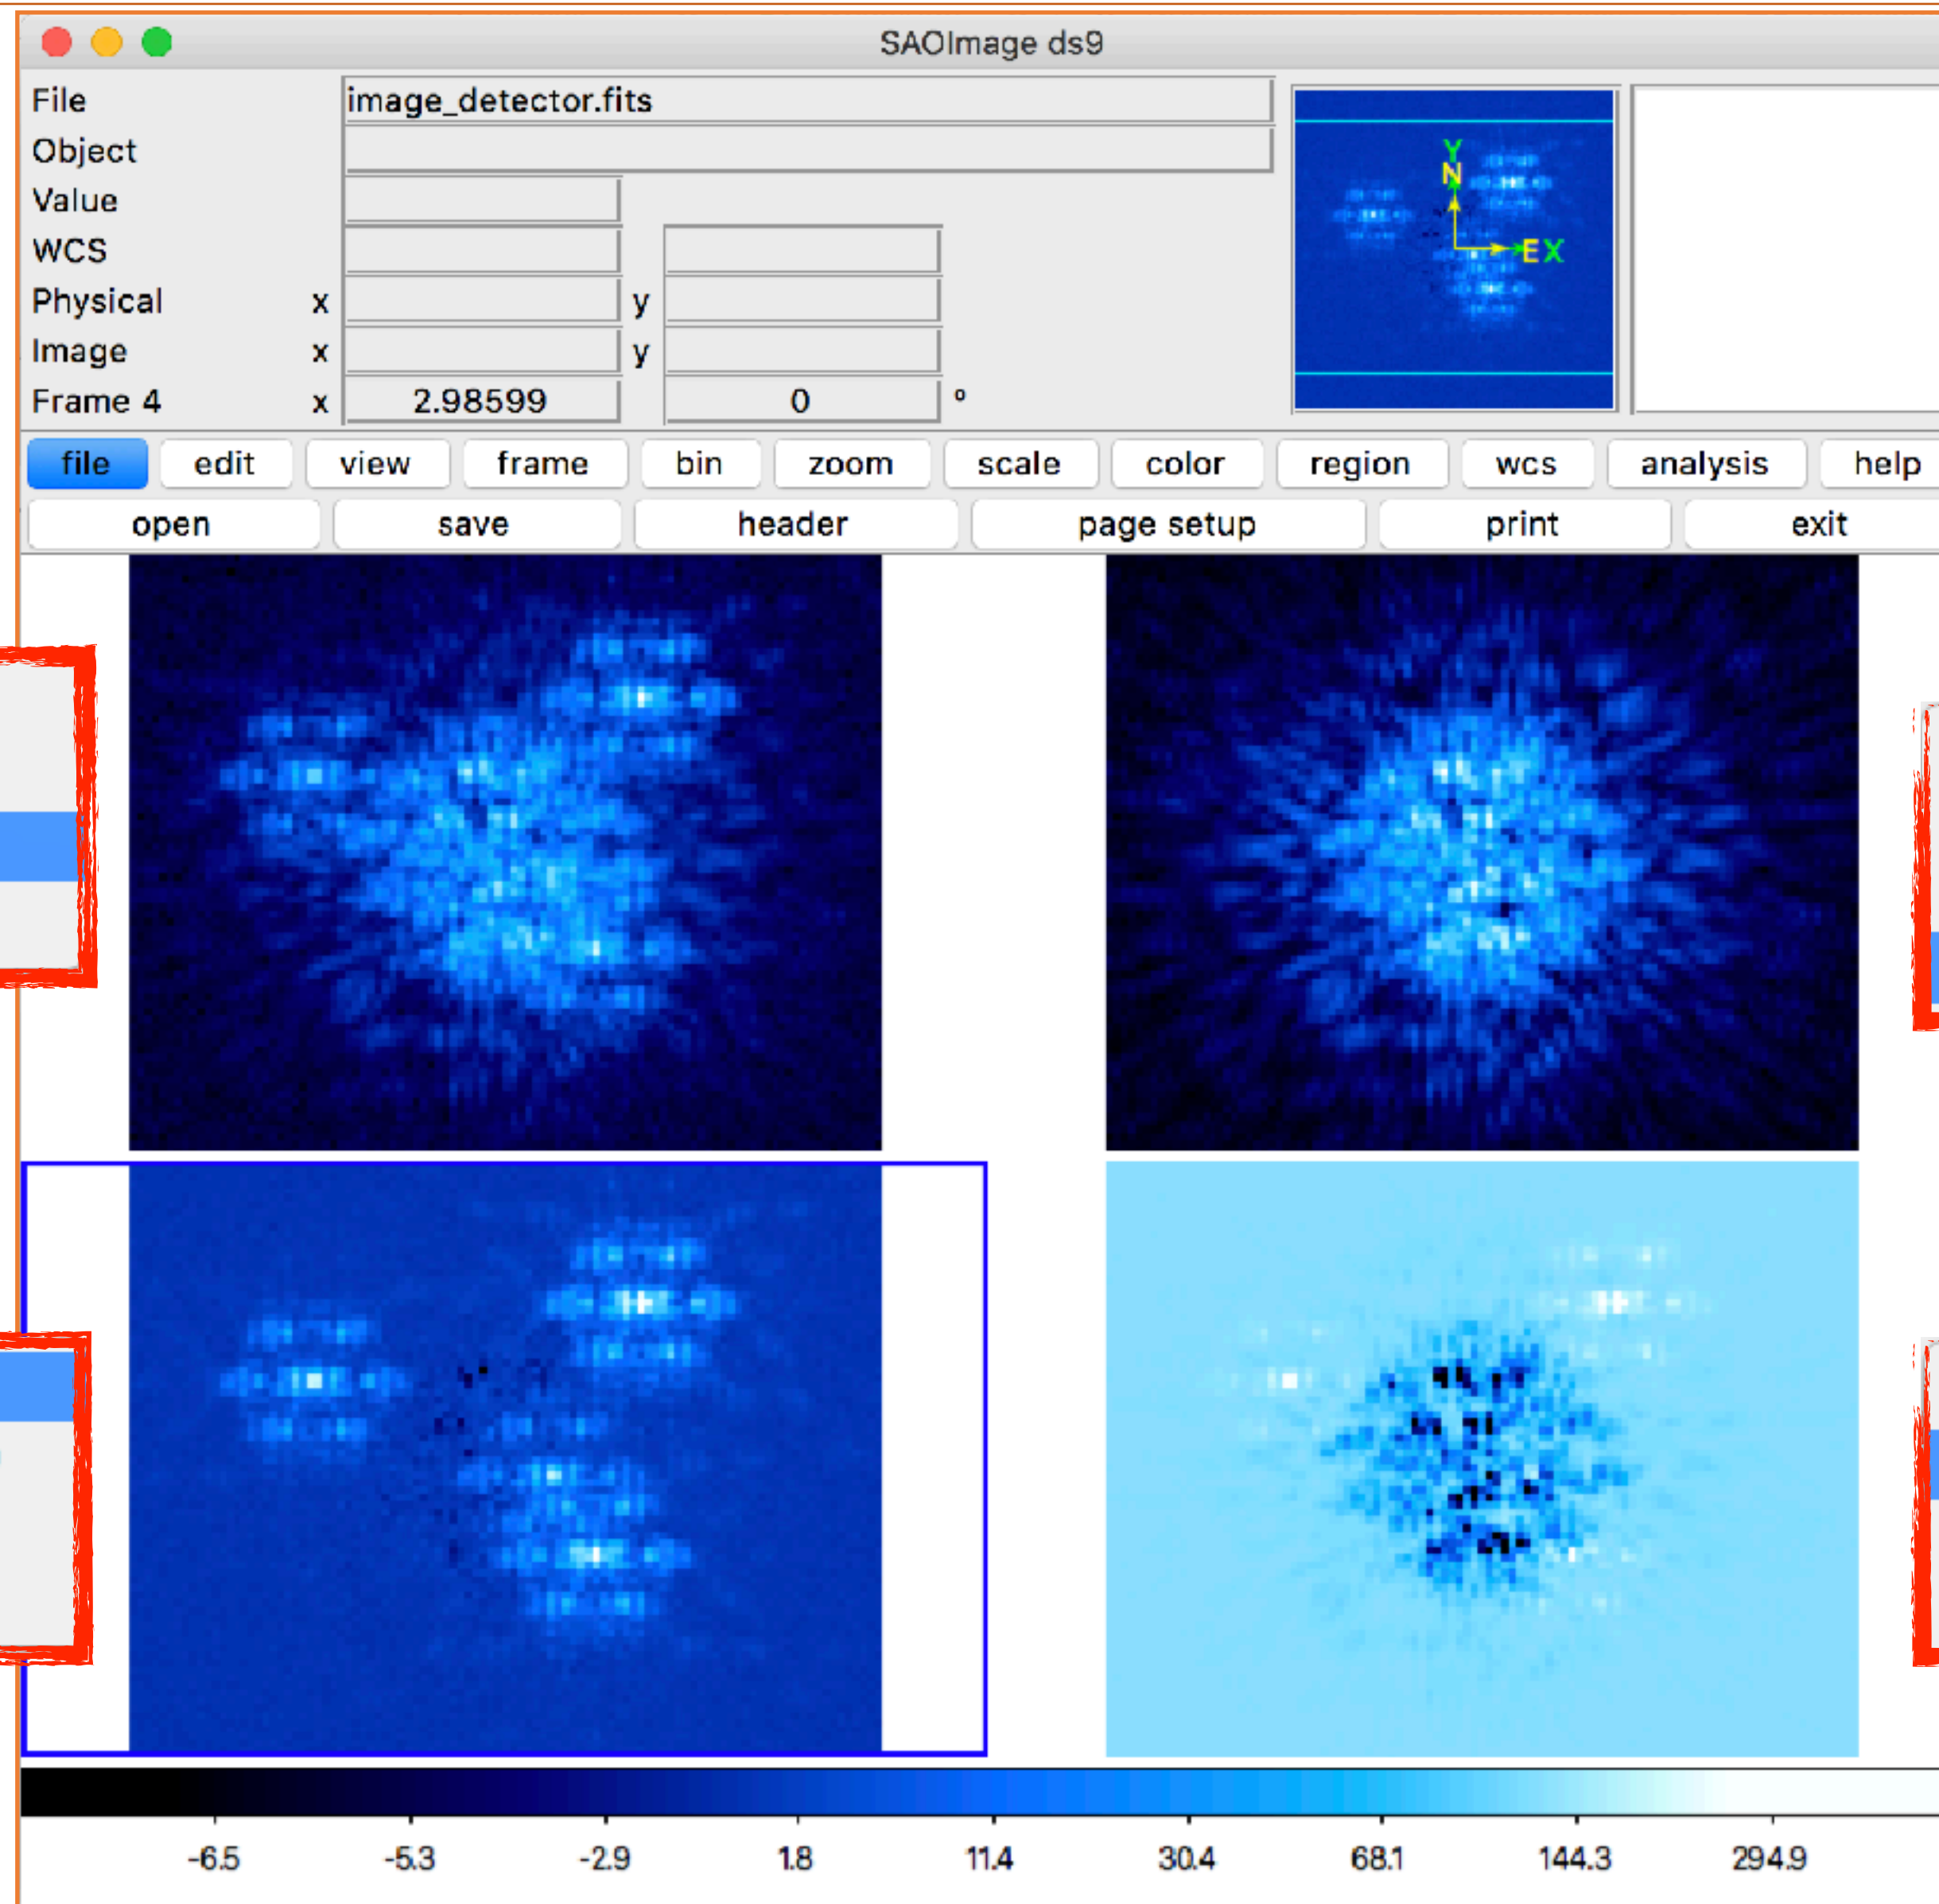 SAOImage ds9
File image_detector.fits
Object
Value
WCS
Physical x y
Image x y
Frame 4 x 2.98599 0 °
Y
N
E X
file edit view frame bin zoom scale color region wcs analysis help
open save header page setup print exit
-6.5 -5.3 -2.9 1.8 11.4 30.4 68.1 144.3 294.9